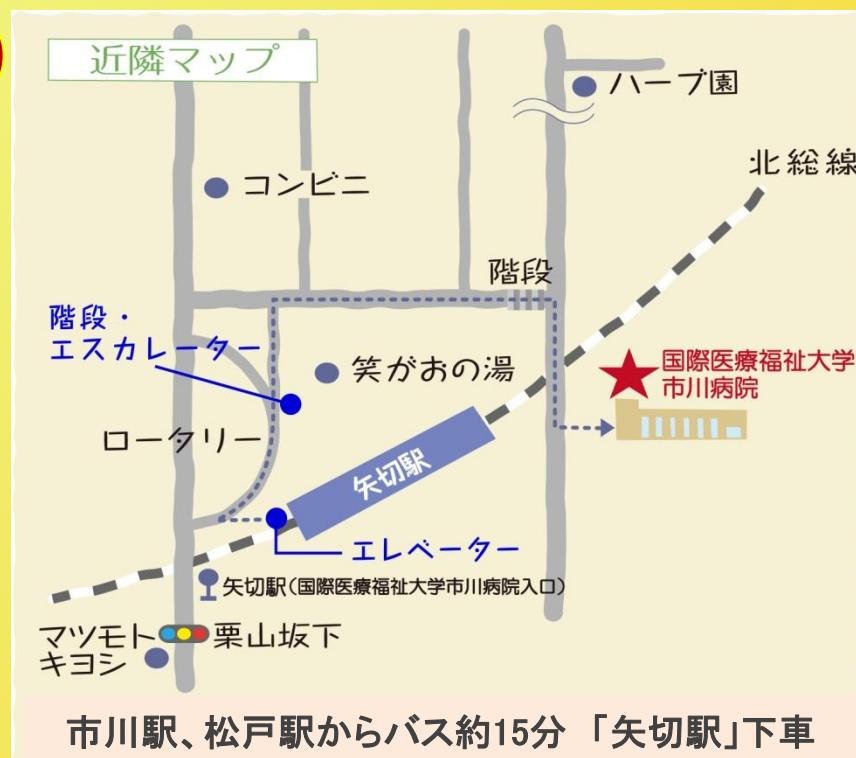 近隣マップ
ハーブ園
北総線
コンビニ
階段
階段・
エスカレーター
笑がおの湯
国際医療福祉大学
市川病院
ロータリー
矢切駅
エレベーター
矢切駅(国際医療福祉大学市川病院入口)
マツモト
キヨシ
栗山坂下
市川駅、松戸駅からバス約15分 「矢切駅」下車